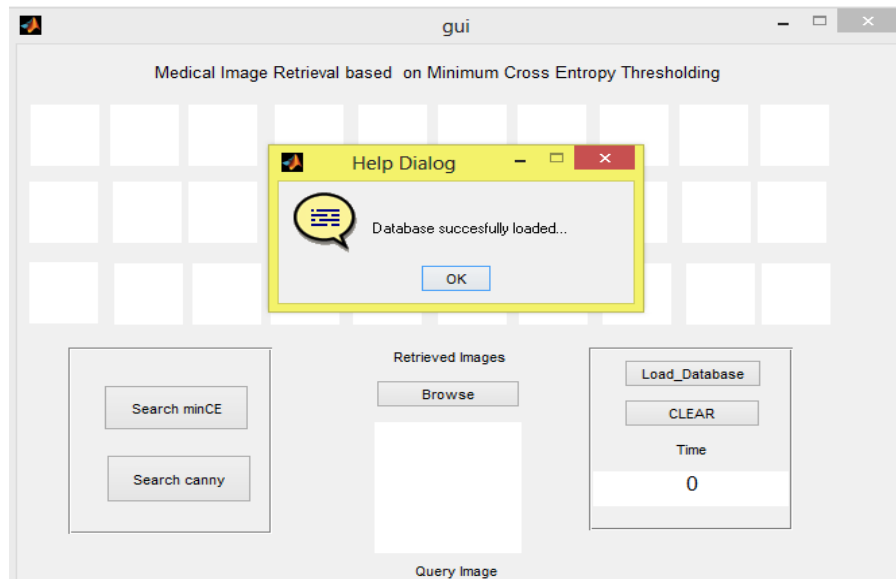 gui
Medical Image Retrieval based on Minimum Cross Entropy Thresholding
Help Dialog
Database succesfully loaded...
OK
Retrieved Images
Browse
Search minCE
Search canny
Load_Database
CLEAR
Time
0
Query Image